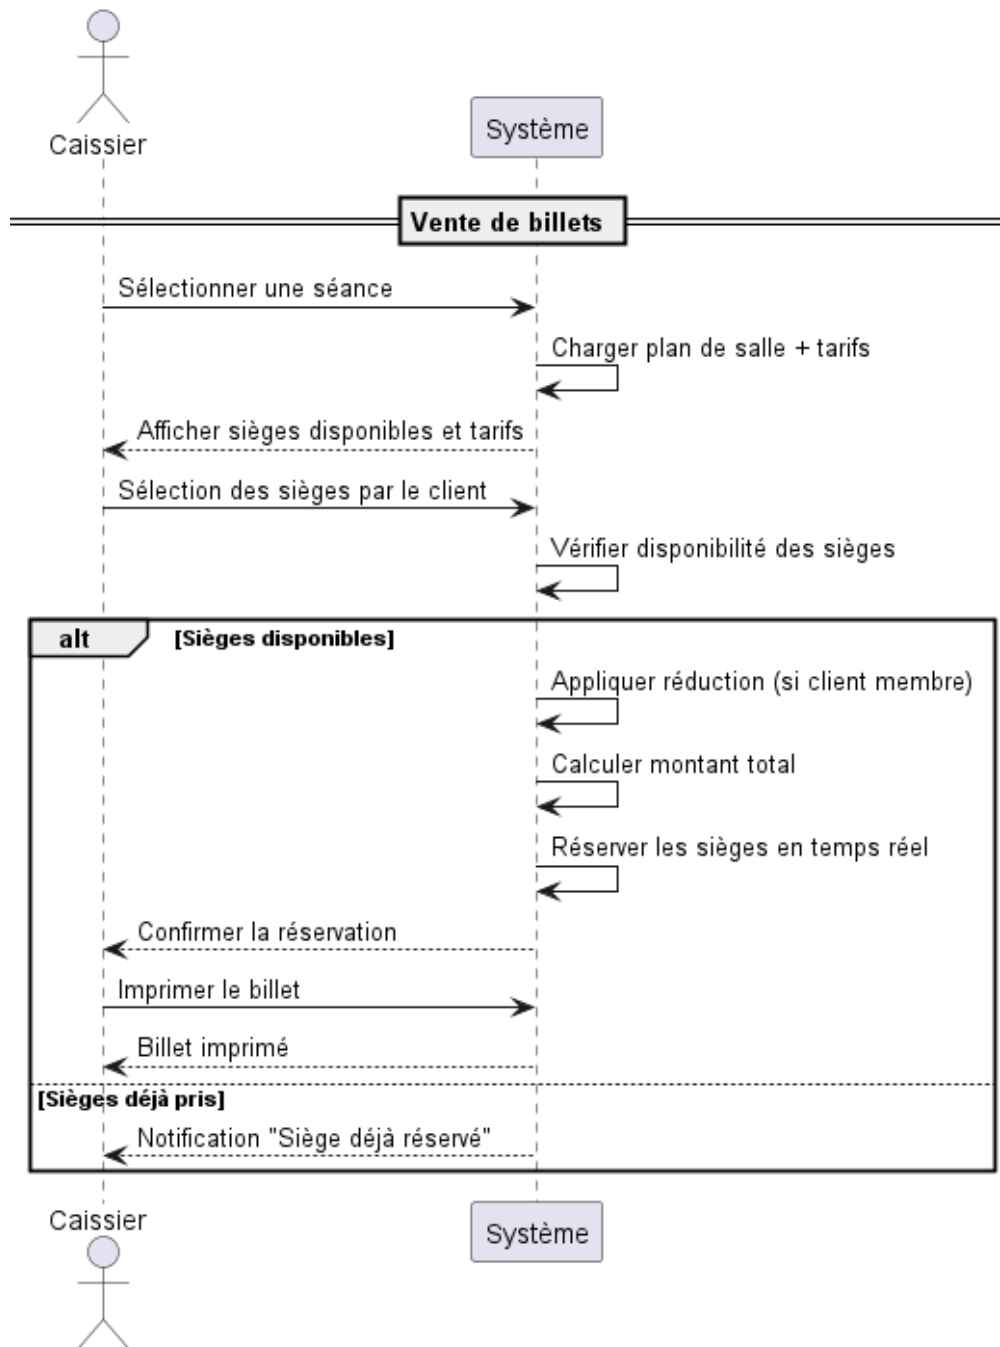 Caissier
Système
Vente de billets
Sélectionner une séance
Charger plan de salle + tarifs
Afficher sièges disponibles et tarifs
Sélection des sièges par le client
Vérifier disponibilité des sièges
alt [Sièges disponibles]
Appliquer réduction (si client membre)
Calculer montant total
Réserver les sièges en temps réel
Confirmer la réservation
Imprimer le billet
Billet imprimé
[Sièges déjà pris]
Notification "Siège déjà réservé"
Caissier
Système